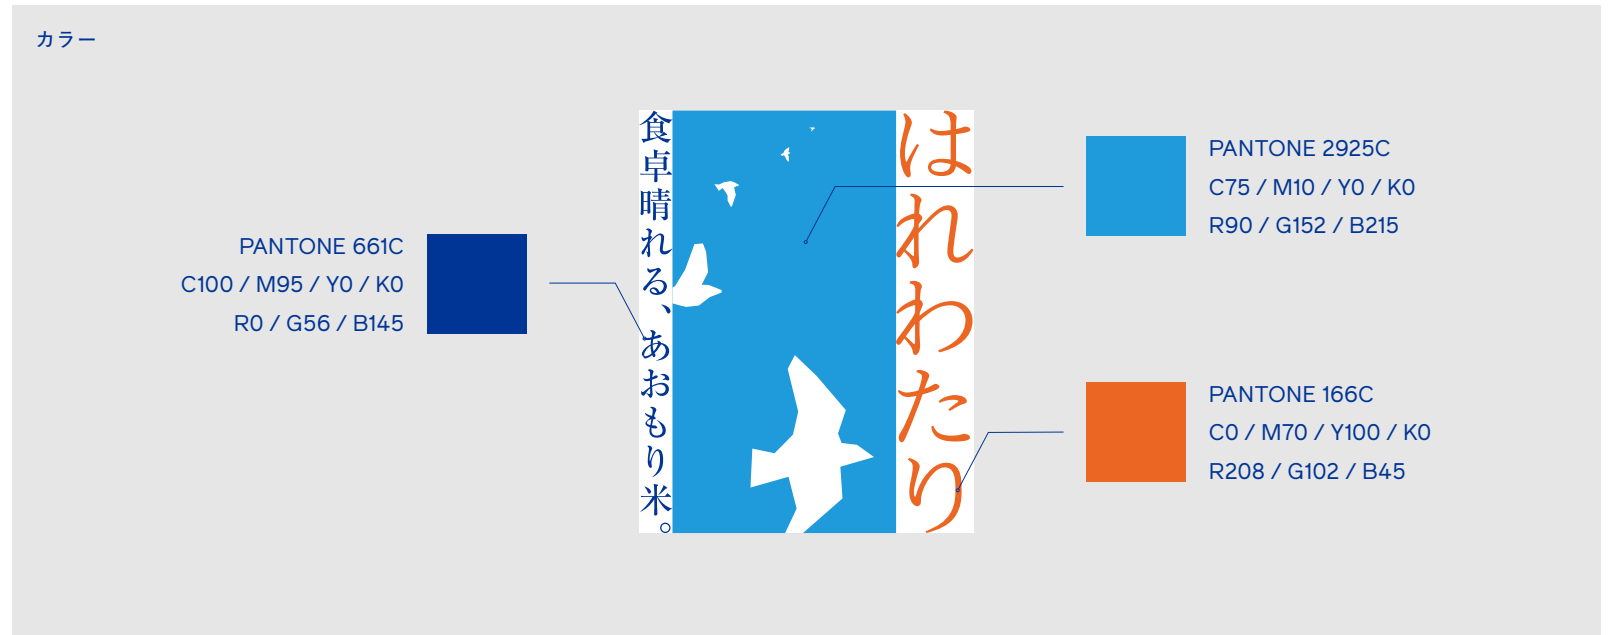 カラー
PANTONE 661C
C100 / M95 / Y0 / K0
R0 / G56 / B145
はれわたり
食卓晴れる、あおもり米。
PANTONE 2925C
C75 / M10 / Y0 / K0
R90 / G152 / B215
PANTONE 166C
C0 / M70 / Y100 / K0
R208 / G102 / B45